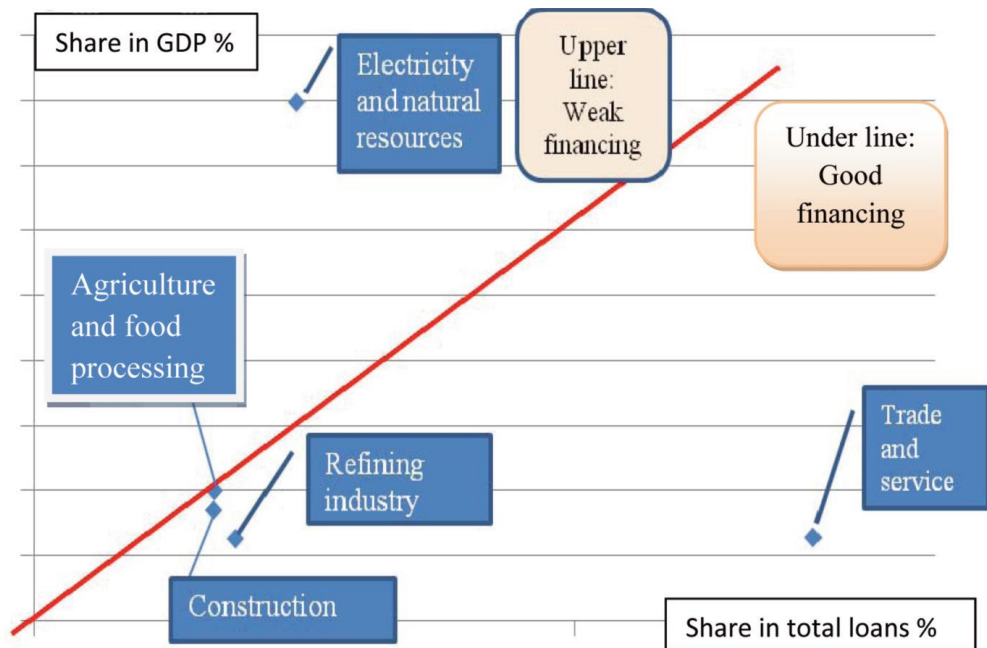 Share in GDP %
Electricity
and natural
resources
Upper
line:
Weak
financing
Under line:
Good
financing
Agriculture
and food
processing
Refining
industry
Trade
and
service
Construction
Share in total loans %